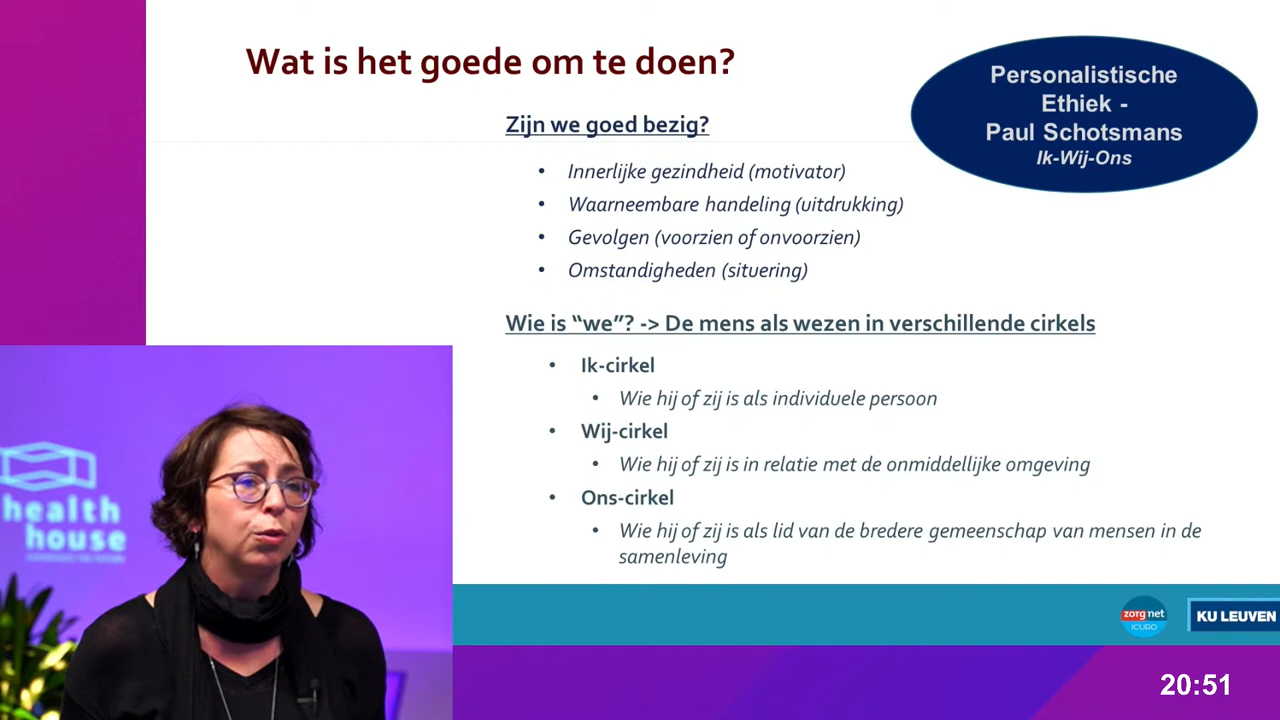 Wat is het goede om te doen?
Personalistische
Ethiek -
Paul Schotsmans
Ik-Wij-Ons
Zijn we goed bezig?
• Innerlijke gezindheid (motivator)
• Waarneembare handeling (uitdrukking)
• Gevolgen (voorzien of onvoorzien)
• Omstandigheden (situering)
Wie is “we”? -> De mens als wezen in verschillende cirkels
• Ik-cirkel
• Wie hij of zij is als individuele persoon
• Wij-cirkel
• Wie hij of zij is in relatie met de onmiddellijke omgeving
• Ons-cirkel
• Wie hij of zij is als lid van de bredere gemeenschap van mensen in de
samenleving
health
house
zorgnet
ICURO
KU LEUVEN
20:51